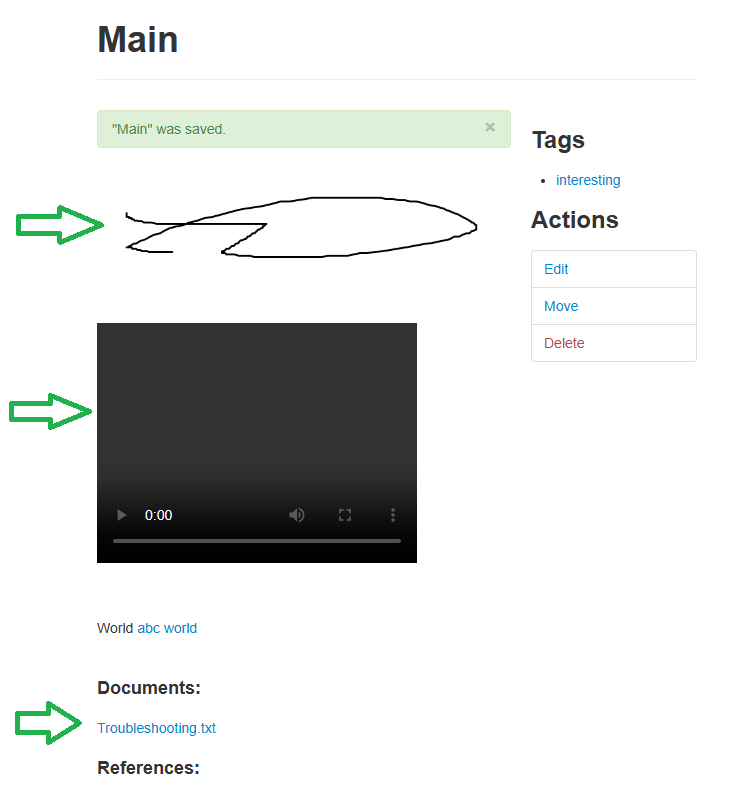 Main
"Main" was saved. ×
Tags
interesting
Actions
Edit
Move
Delete
0:00
World abc world
Documents:
Troubleshooting.txt
References: